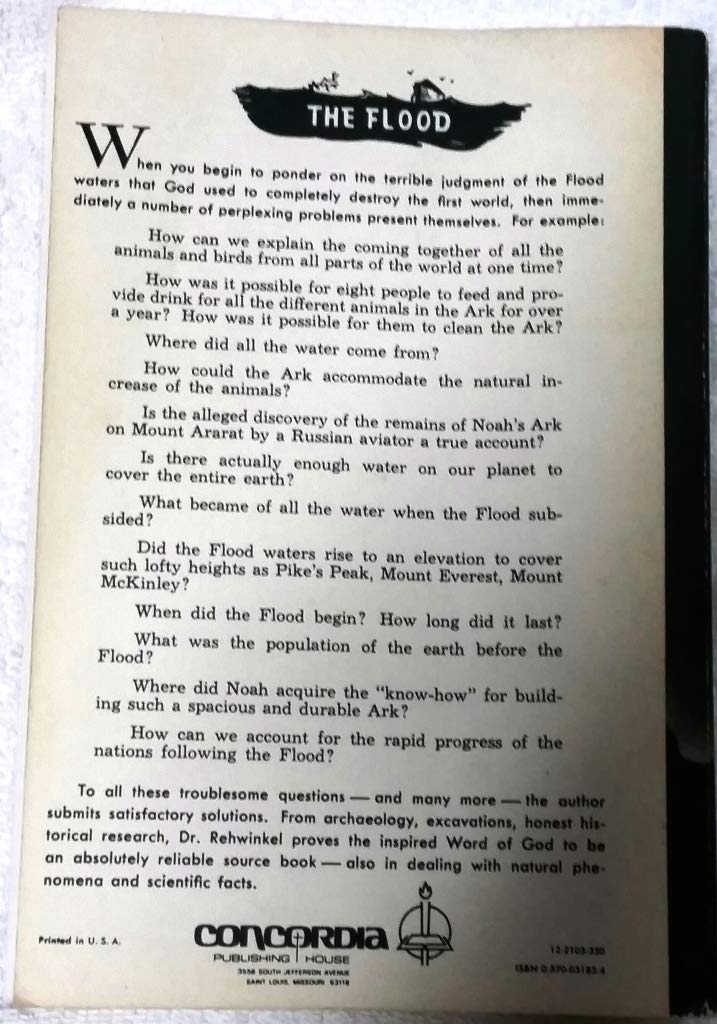 THE FLOOD
When you begin to ponder on the terrible judgment of the Flood
waters that God used to completely destroy the first world, then imme-
diately a number of perplexing problems present themselves. For example:
How can we explain the coming together of all the
animals and birds from all parts of the world at one time?
How was it possible for eight people to feed and pro-
vide drink for all the different animals in the Ark for over
a year? How was it possible for them to clean the Ark?
Where did all the water come from?
How could the Ark accommodate the natural in-
crease of the animals?
Is the alleged discovery of the remains of Noah's Ark
on Mount Ararat by a Russian aviator a true account?
Is there actually enough water on our planet to
cover the entire earth?
What became of all the water when the Flood sub-
sided?
Did the Flood waters rise to an elevation to cover
such lofty heights as Pike's Peak, Mount Everest, Mount
McKinley?
When did the Flood begin? How long did it last?
What was the population of the earth before the
Flood?
Where did Noah acquire the "know-how" for build-
ing such a spacious and durable Ark?
How can we account for the rapid progress of the
nations following the Flood?
To all these troublesome questions — and many more — the author
submits satisfactory solutions. From archaeology, excavations, honest his-
torical research, Dr. Rehwinkel proves the inspired Word of God to be
an absolutely reliable source book — also in dealing with natural phe-
nomena and scientific facts.
Printed in U. S. A.
CONCORDIA
PUBLISHING HOUSE
3558 SOUTH JEFFERSON AVENUE
SAINT LOUIS, MISSOURI 63118
ISBN 0-570-03183-4